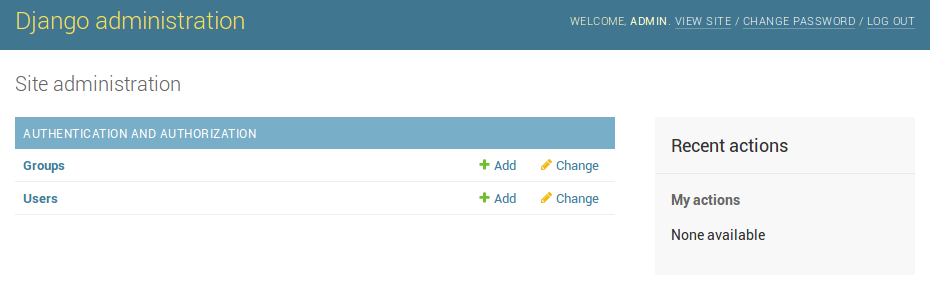 Django administration
WELCOME, ADMIN. VIEW SITE / CHANGE PASSWORD / LOG OUT
Site administration
AUTHENTICATION AND AUTHORIZATION
Groups Add Change
Users Add Change
Recent actions
My actions
None available